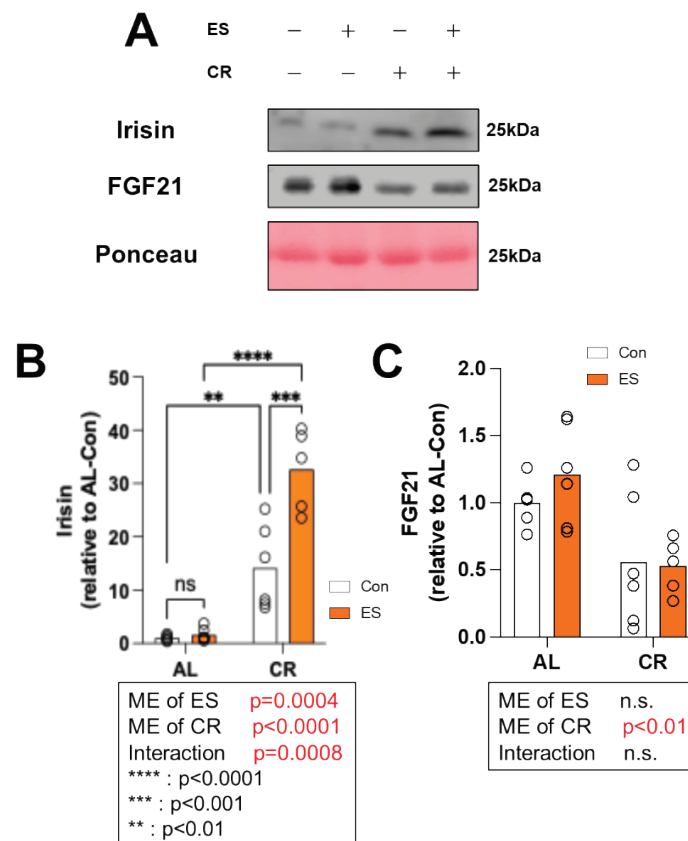 A
ES − + − +
CR − − + +
Irisin 25kDa
FGF21 25kDa
Ponceau 25kDa
B
****
** ***
ns
50
40
30
20
10
0
Irisin
(relative to AL-Con)
AL CR
Con
ES
ME of ES p=0.0004
ME of CR p<0.0001
Interaction p=0.0008
**** : p<0.0001
*** : p<0.001
** : p<0.01
C
Con
ES
2.0
1.5
1.0
0.5
0.0
FGF21
(relative to AL-Con)
AL CR
ME of ES n.s.
ME of CR p<0.01
Interaction n.s.